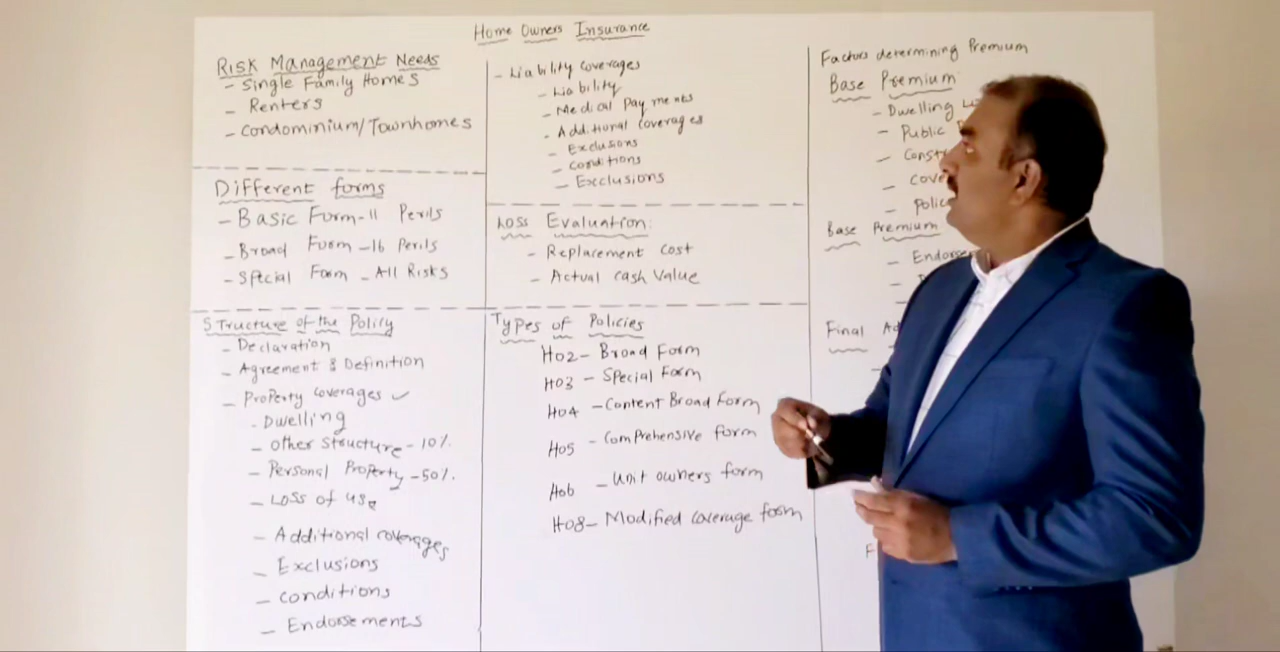 Home Owners Insurance
Risk Management Needs
- Single Family Homes
- Renters
- Condominium/Townhomes
Different forms
- Basic Form - 11 Perils
- Broad Form - 16 Perils
- Special Form - All Risks
Structure of the Policy
- Declaration
- Agreement & Definition
- Property coverages ✓
- Dwelling
- Other Structure - 10%
- Personal Property - 50%
- Loss of use
- Additional coverages
- Exclusions
- Conditions
- Endorsements
- Liability coverages
- Liability
- Medical Payments
- Additional coverages
- Exclusions
- Conditions
- Exclusions
Loss Evaluation:
- Replacement Cost
- Actual Cash Value
Types of Policies
HO2 - Broad Form
HO3 - Special Form
HO4 - Content Broad Form
HO5 - Comprehensive form
HO6 - Unit owners form
HO8 - Modified Coverage form
Factors determining Premium
Base Premium:
- Dwelling
- Public
-
-
-
Base Premium
-
-
-
Final